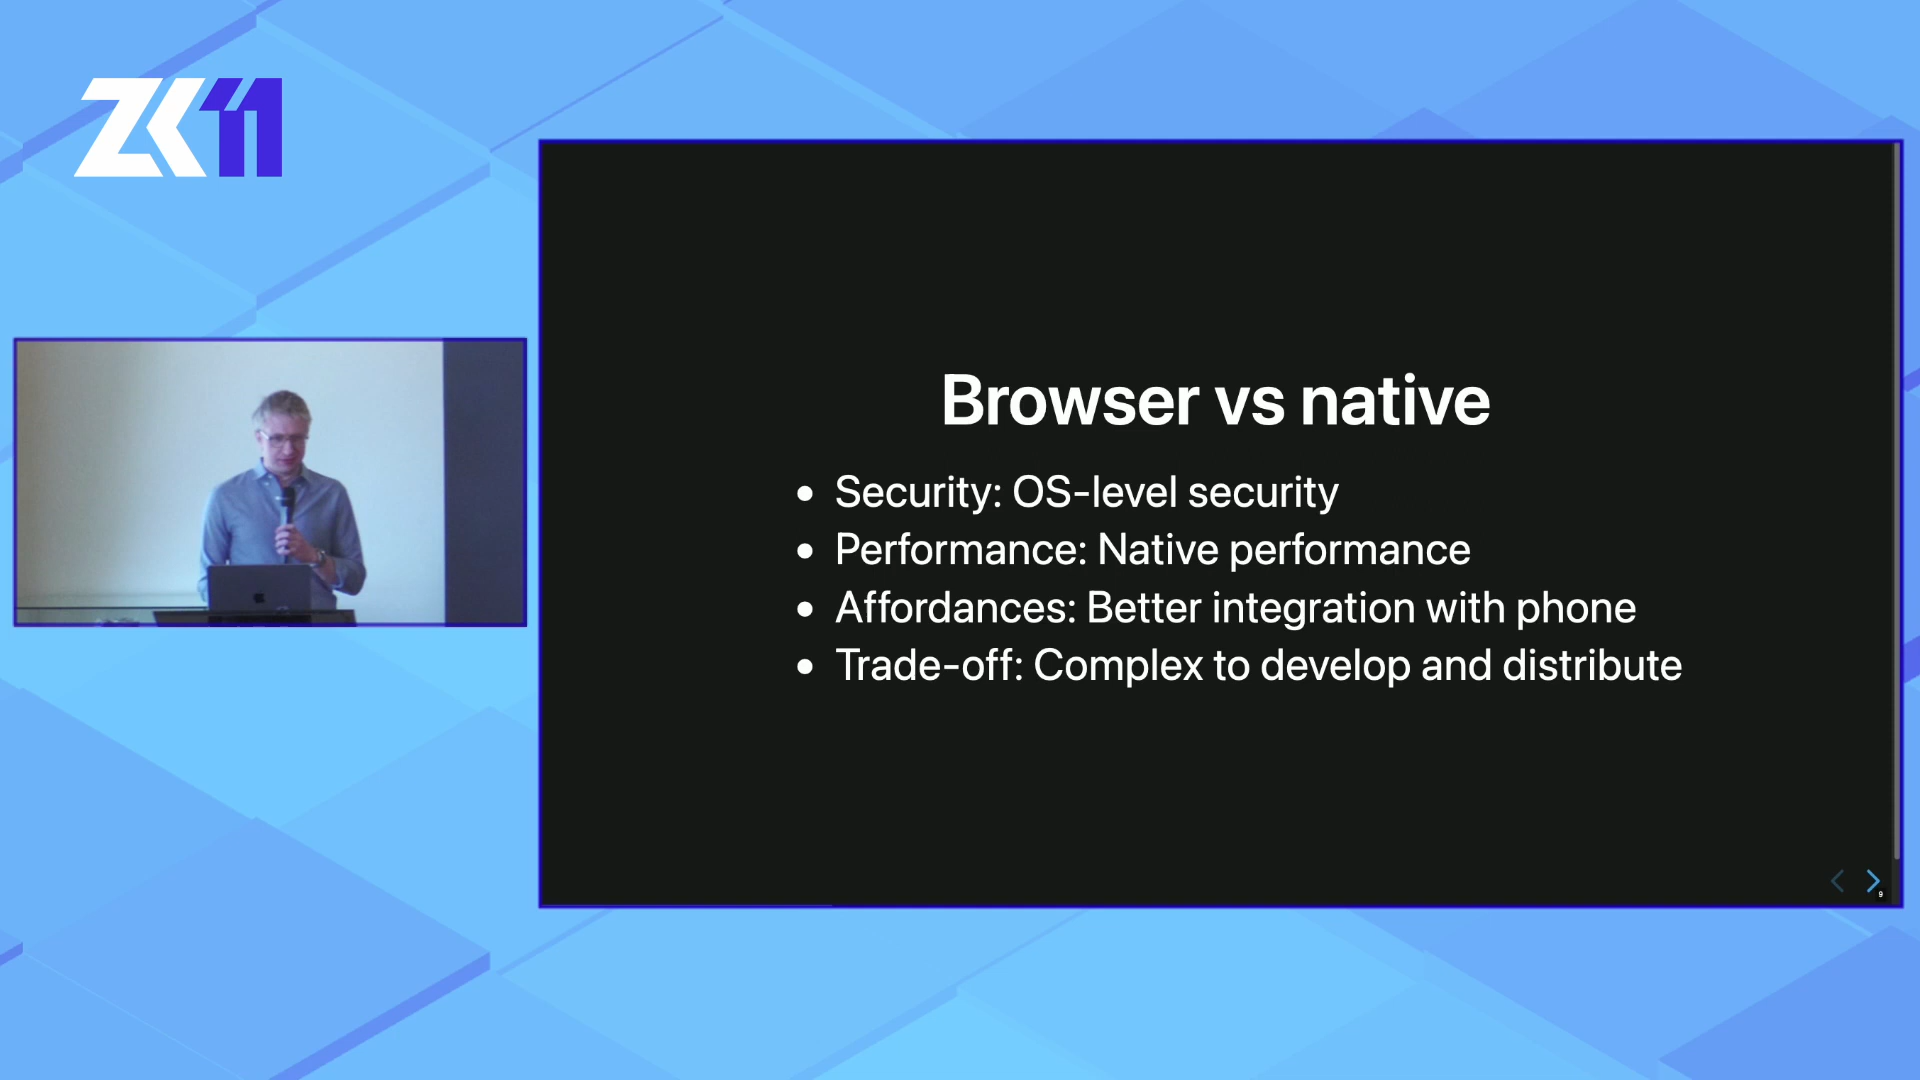 ZK11
Browser vs native
• Security: OS-level security
• Performance: Native performance
• Affordances: Better integration with phone
• Trade-off: Complex to develop and distribute
9